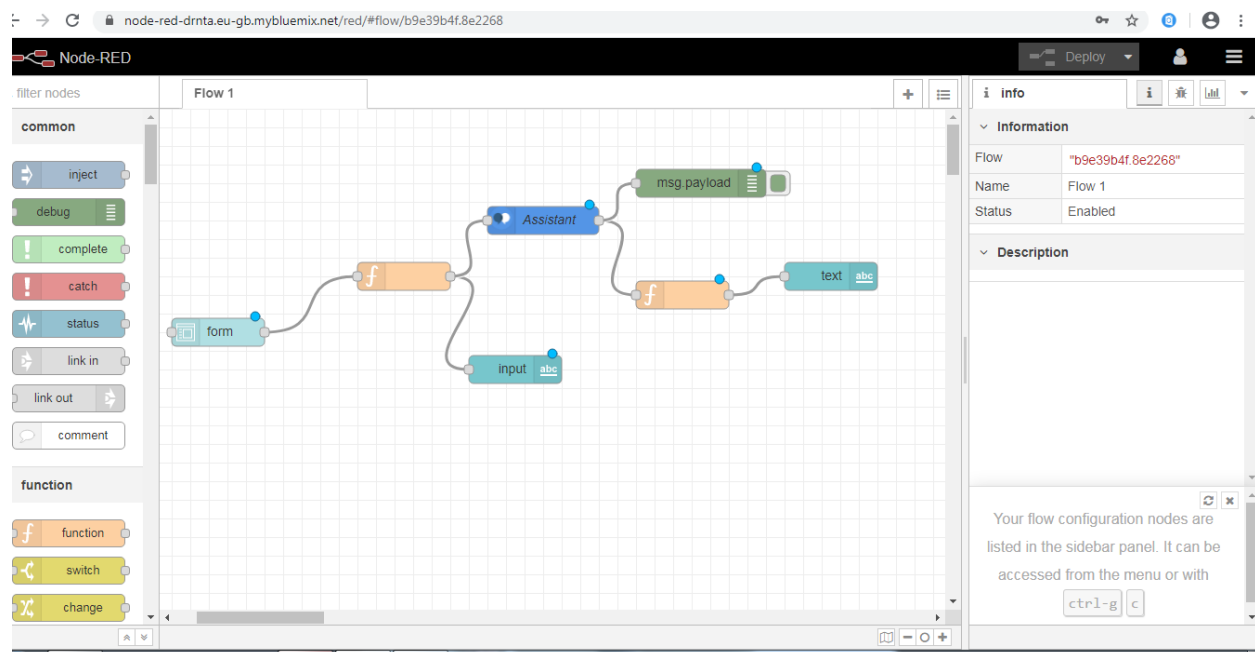 node-red-drnta.eu-gb.mybluemix.net/red/#flow/b9e39b4f.8e2268
Node-RED
Deploy
filter nodes
Flow 1
i info
i
common
inject
debug
complete
catch
status
link in
link out
comment
function
function
switch
change
form
f
Assistant
input abc
msg.payload
f
text abc
Information
Flow "b9e39b4f.8e2268"
Name Flow 1
Status Enabled
Description
Your flow configuration nodes are
listed in the sidebar panel. It can be
accessed from the menu or with
ctrl-g c